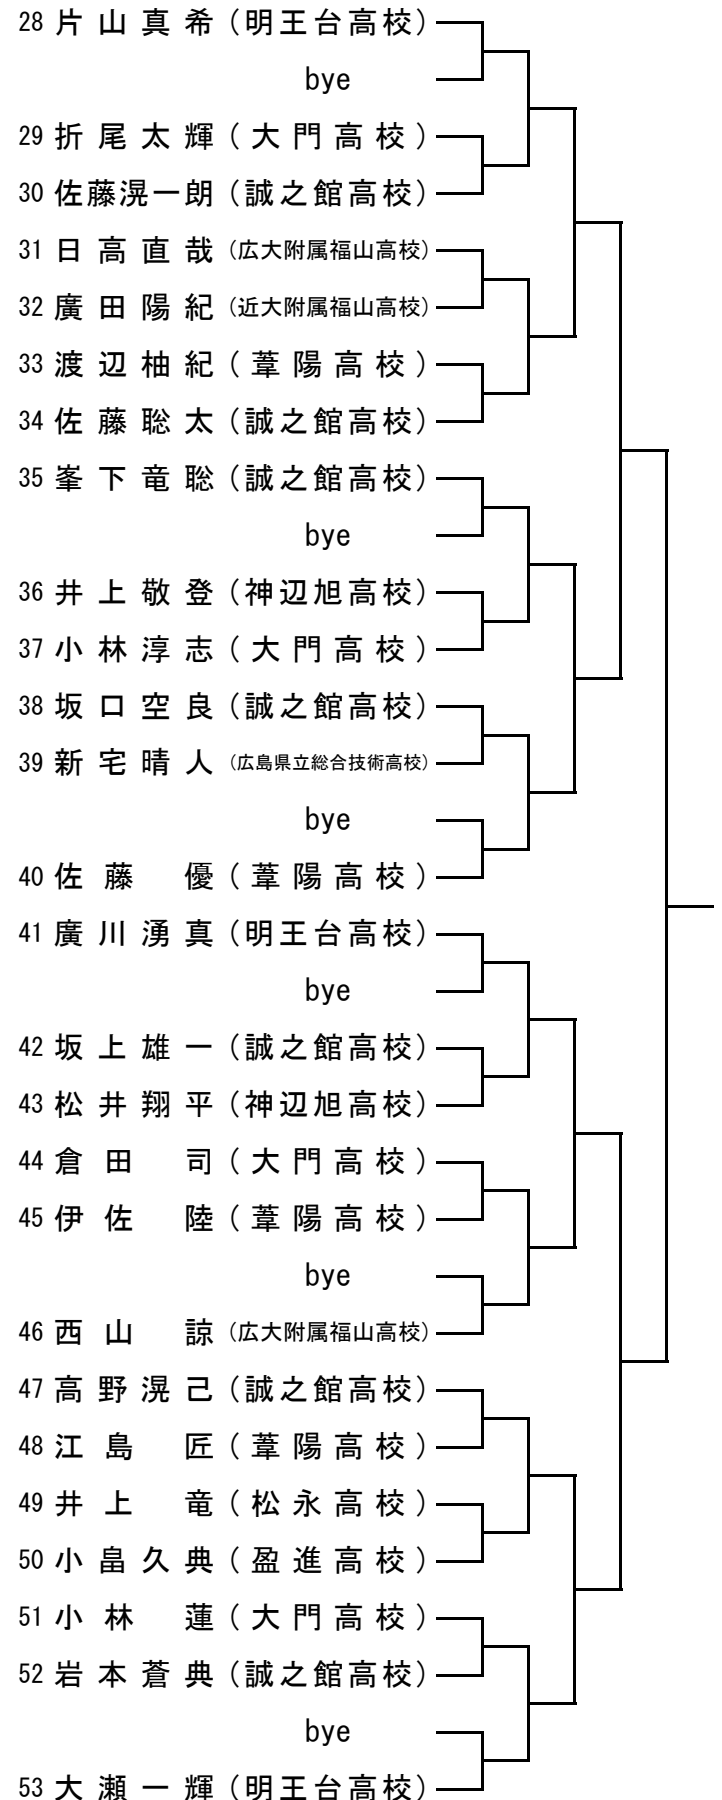 28 片山真希（明王台高校）
bye
29 折尾太輝（大門高校）
30 佐藤滉一朗（誠之館高校）
31 日高直哉（広大附属福山高校）
32 廣田陽紀（近大附属福山高校）
33 渡辺柚紀（葦陽高校）
34 佐藤聡太（誠之館高校）
35 峯下竜聡（誠之館高校）
bye
36 井上敬登（神辺旭高校）
37 小林淳志（大門高校）
38 坂口空良（誠之館高校）
39 新宅晴人（広島県立総合技術高校）
bye
40 佐藤優（葦陽高校）
41 廣川湧真（明王台高校）
bye
42 坂上雄一（誠之館高校）
43 松井翔平（神辺旭高校）
44 倉田司（大門高校）
45 伊佐陸（葦陽高校）
bye
46 西山諒（広大附属福山高校）
47 高野滉己（誠之館高校）
48 江島匠（葦陽高校）
49 井上竜（松永高校）
50 小畠久典（盈進高校）
51 小林蓮（大門高校）
52 岩本蒼典（誠之館高校）
bye
53 大瀬一輝（明王台高校）